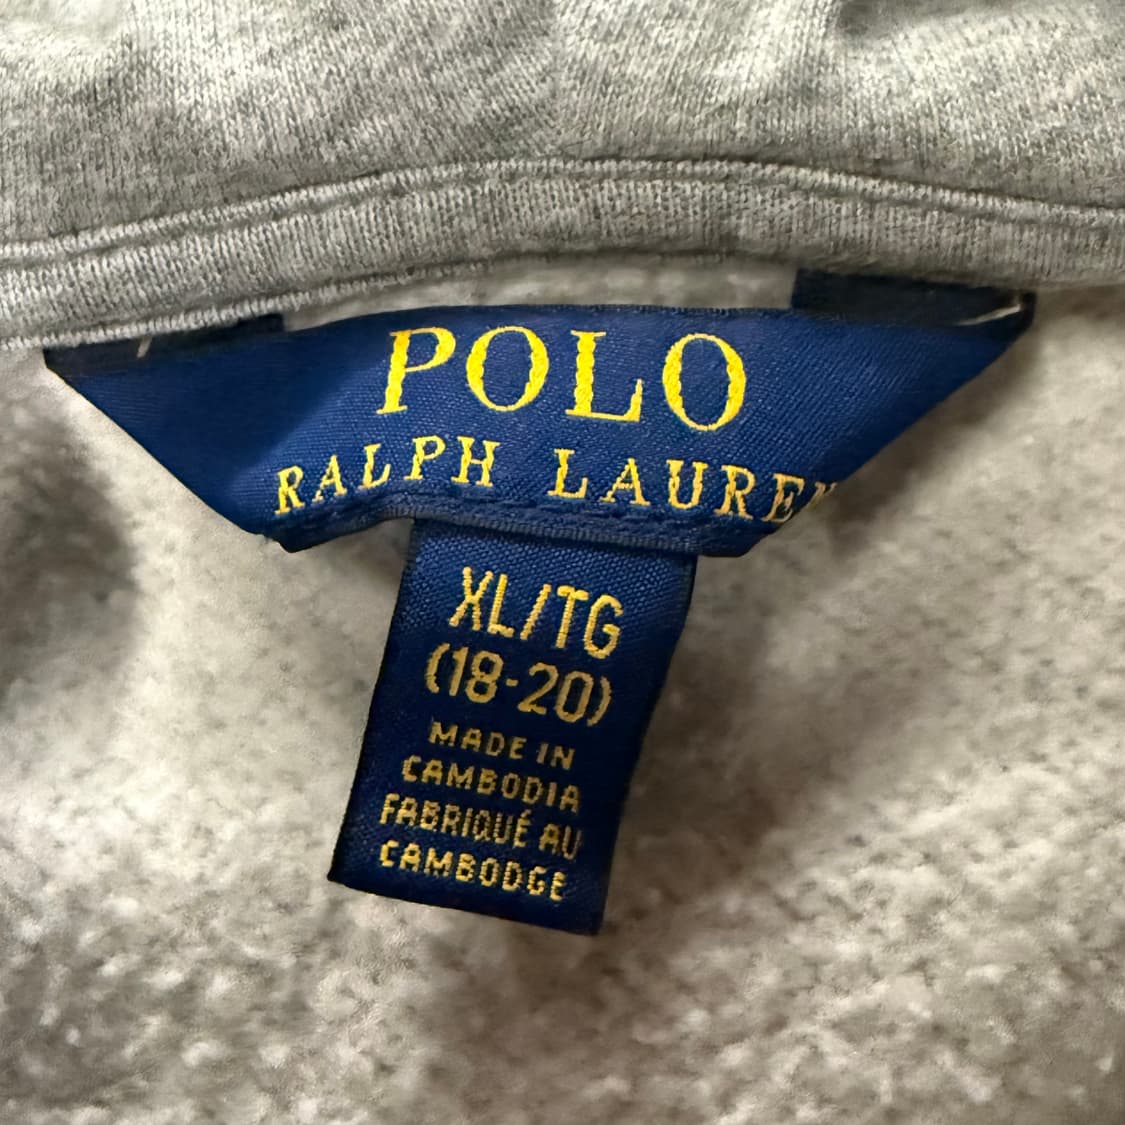 POLO
RALPH LAUREN
XL/TG
(18-20)
MADE IN
CAMBODIA
FABRIQUÉ AU
CAMBODGE